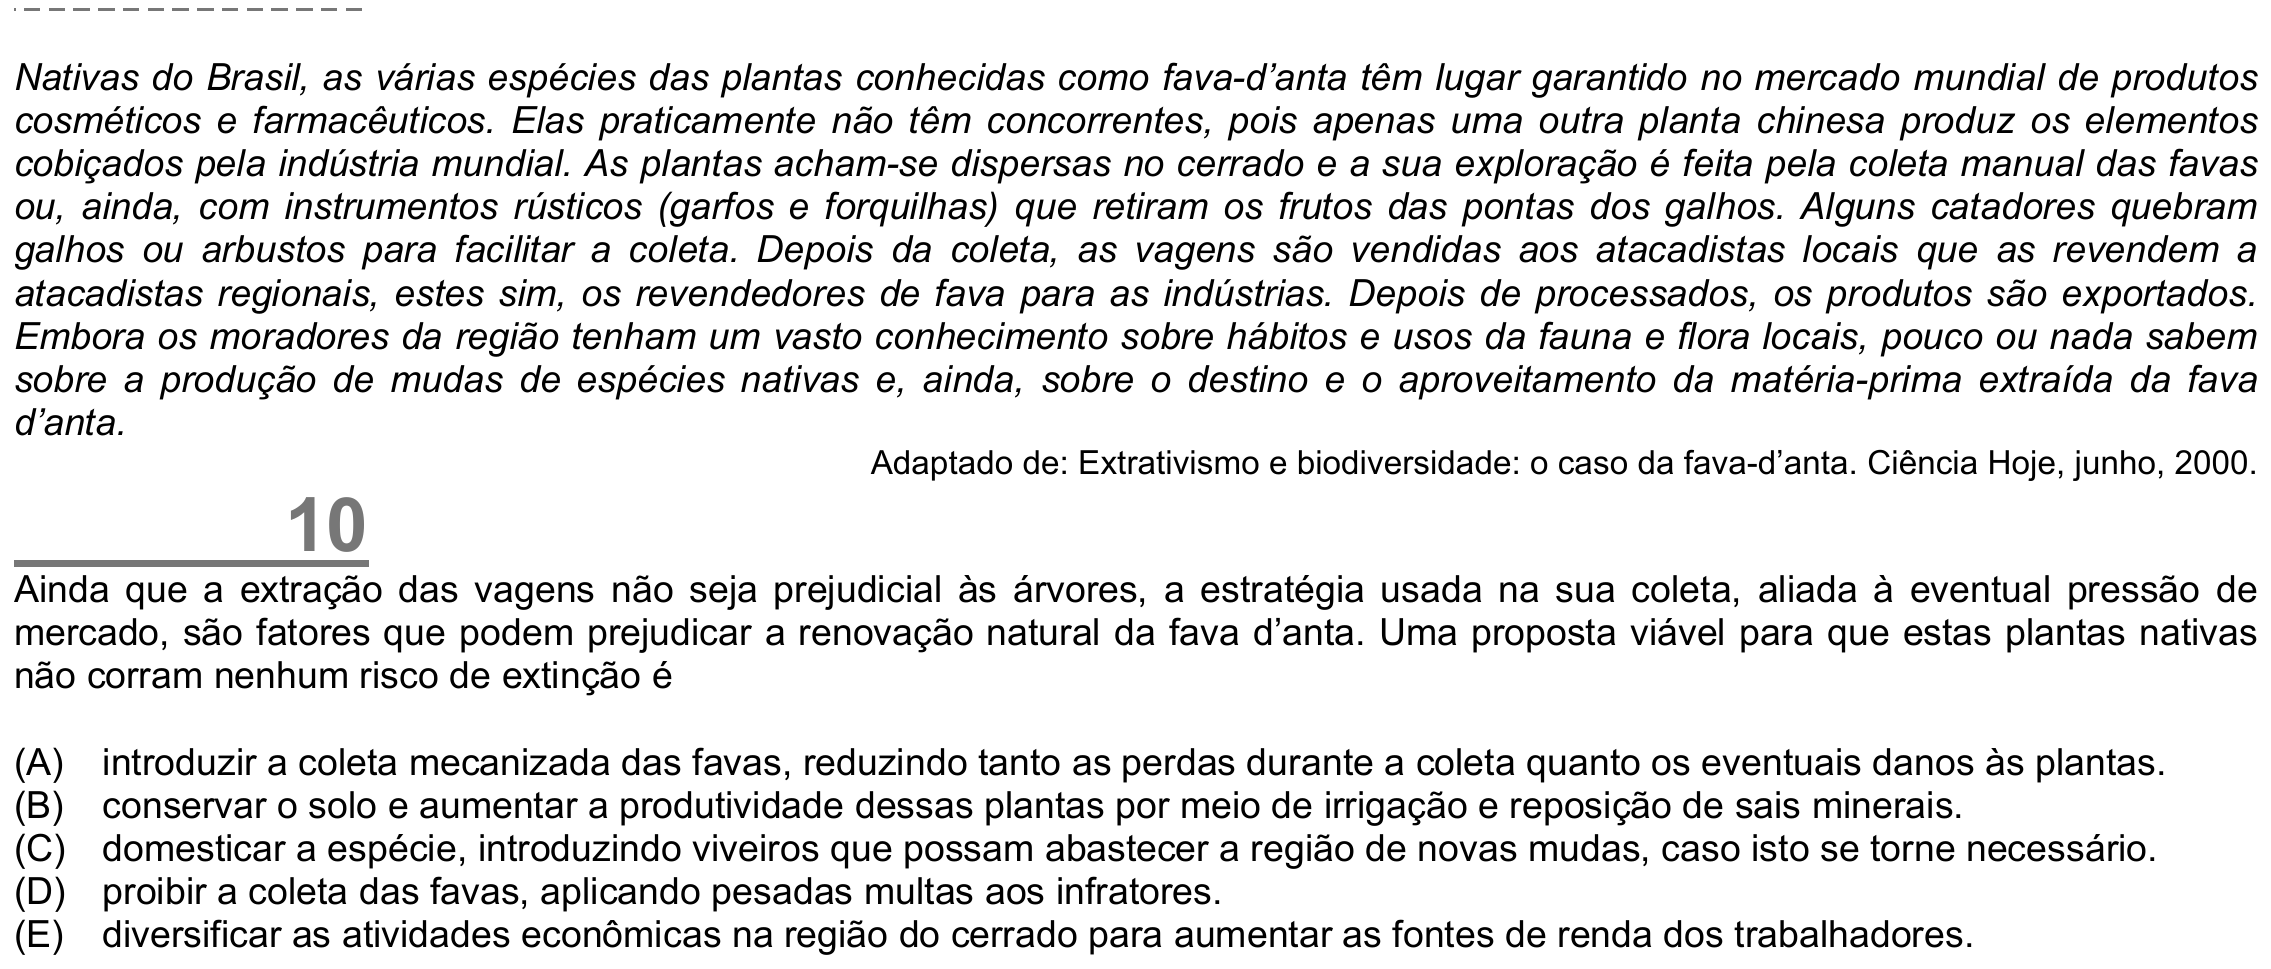 Nativas do Brasil, as várias espécies das plantas conhecidas como fava-d’anta têm lugar garantido no mercado mundial de produtos
cosméticos e farmacêuticos. Elas praticamente não têm concorrentes, pois apenas uma outra planta chinesa produz os elementos
cobiçados pela indústria mundial. As plantas acham-se dispersas no cerrado e a sua exploração é feita pela coleta manual das favas
ou, ainda, com instrumentos rústicos (garfos e forquilhas) que retiram os frutos das pontas dos galhos. Alguns catadores quebram
galhos ou arbustos para facilitar a coleta. Depois da coleta, as vagens são vendidas aos atacadistas locais que as revendem a
atacadistas regionais, estes sim, os revendedores de fava para as indústrias. Depois de processados, os produtos são exportados.
Embora os moradores da região tenham um vasto conhecimento sobre hábitos e usos da fauna e flora locais, pouco ou nada sabem
sobre a produção de mudas de espécies nativas e, ainda, sobre o destino e o aproveitamento da matéria-prima extraída da fava
d’anta.
Adaptado de: Extrativismo e biodiversidade: o caso da fava-d’anta. Ciência Hoje, junho, 2000.
10
Ainda que a extração das vagens não seja prejudicial às árvores, a estratégia usada na sua coleta, aliada à eventual pressão de
mercado, são fatores que podem prejudicar a renovação natural da fava d’anta. Uma proposta viável para que estas plantas nativas
não corram nenhum risco de extinção é
(A) introduzir a coleta mecanizada das favas, reduzindo tanto as perdas durante a coleta quanto os eventuais danos às plantas.
(B) conservar o solo e aumentar a produtividade dessas plantas por meio de irrigação e reposição de sais minerais.
(C) domesticar a espécie, introduzindo viveiros que possam abastecer a região de novas mudas, caso isto se torne necessário.
(D) proibir a coleta das favas, aplicando pesadas multas aos infratores.
(E) diversificar as atividades econômicas na região do cerrado para aumentar as fontes de renda dos trabalhadores.